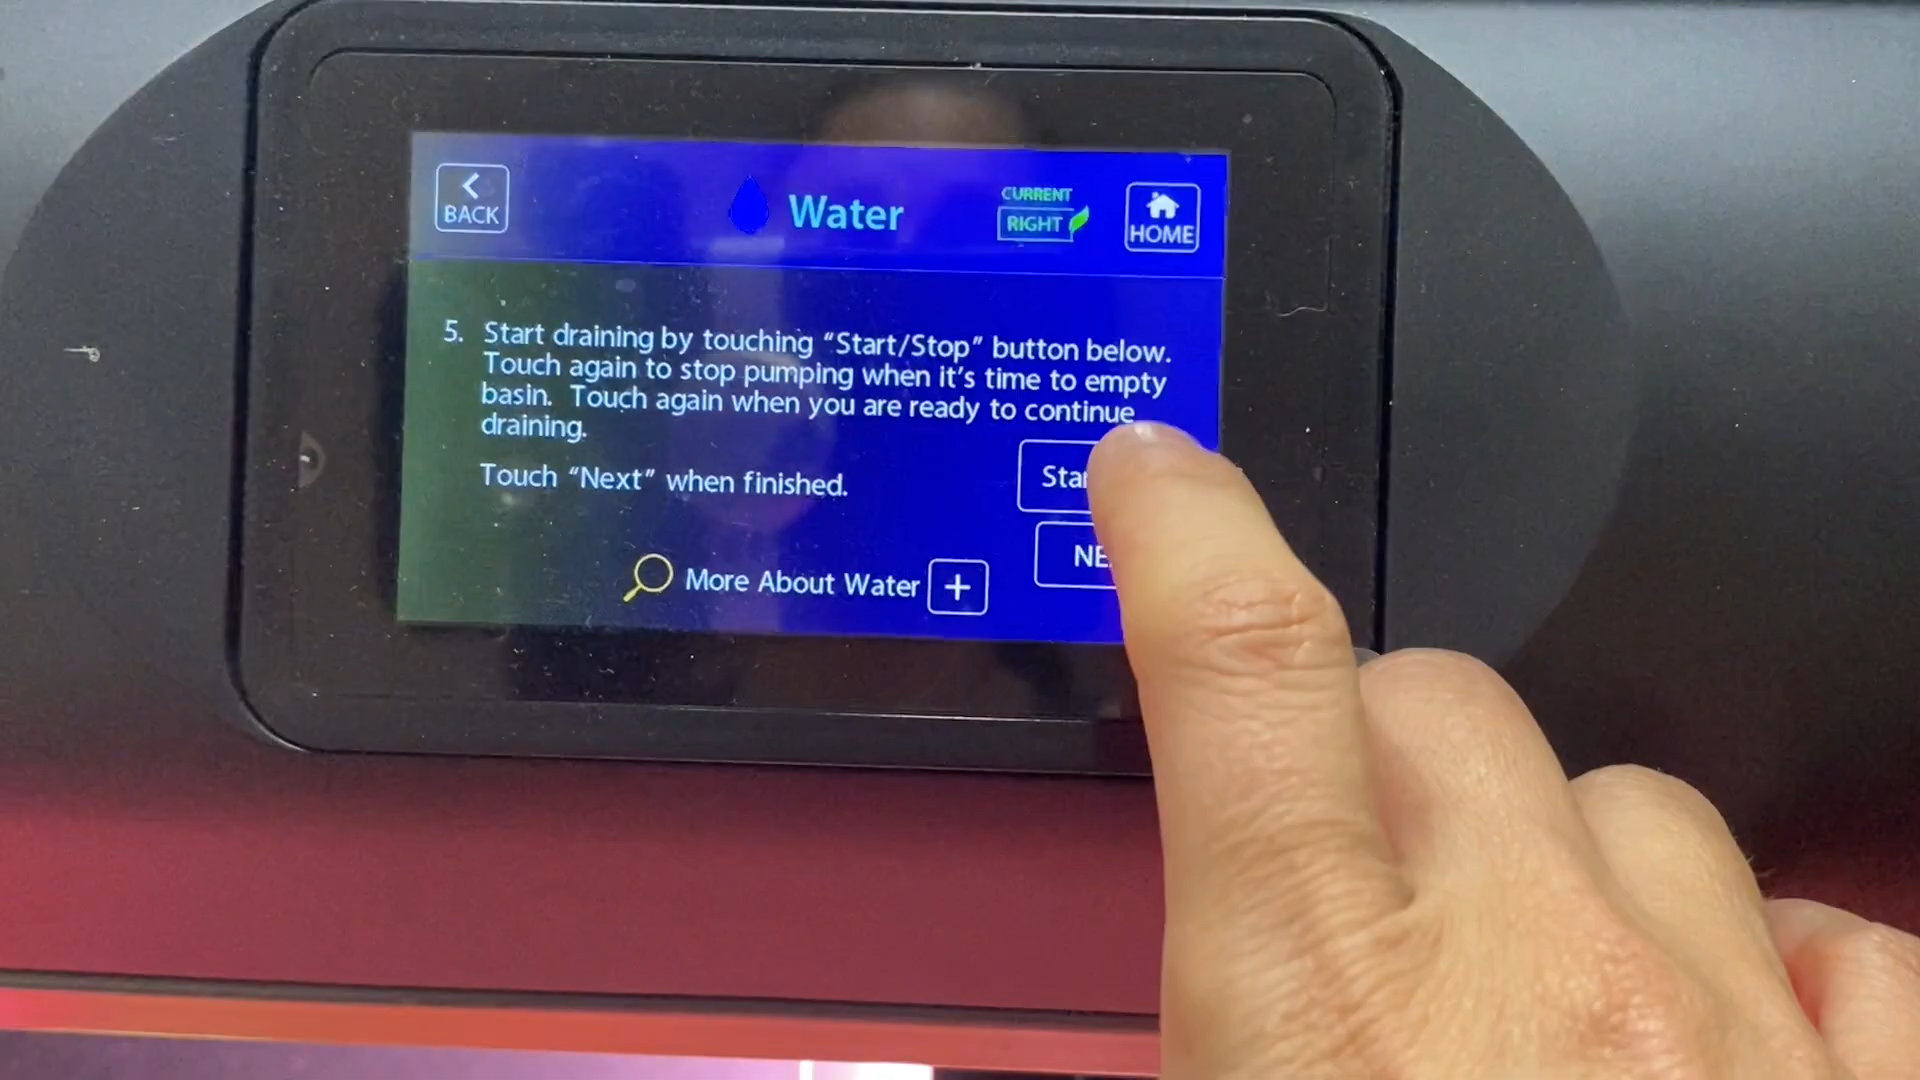 BACK
Water
CURRENT
RIGHT
HOME
5. Start draining by touching “Start/Stop” button below.
Touch again to stop pumping when it’s time to empty
basin. Touch again when you are ready to continue
draining.
Touch “Next” when finished.
More About Water +